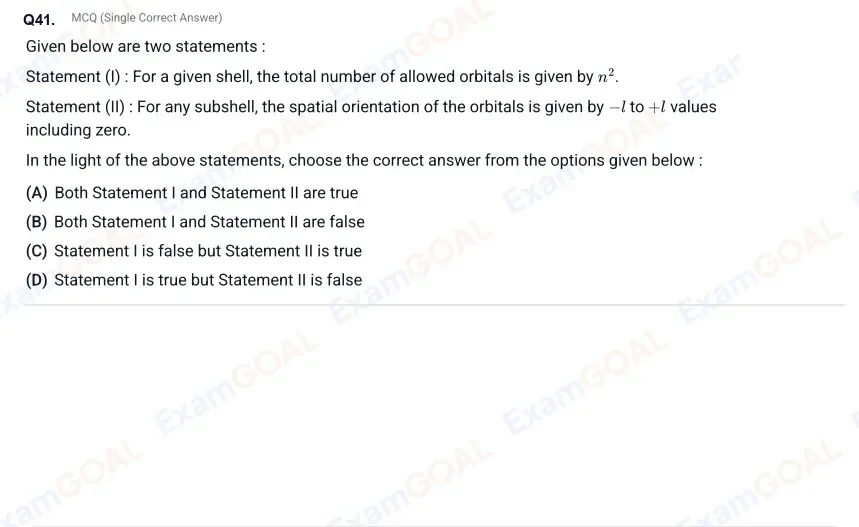 Q41. MCQ (Single Correct Answer)
Given below are two statements :
Statement (I) : For a given shell, the total number of allowed orbitals is given by n².
Statement (II) : For any subshell, the spatial orientation of the orbitals is given by −l to +l values
including zero.
In the light of the above statements, choose the correct answer from the options given below :
(A) Both Statement I and Statement II are true
(B) Both Statement I and Statement II are false
(C) Statement I is false but Statement II is true
(D) Statement I is true but Statement II is false
ExamGOAL